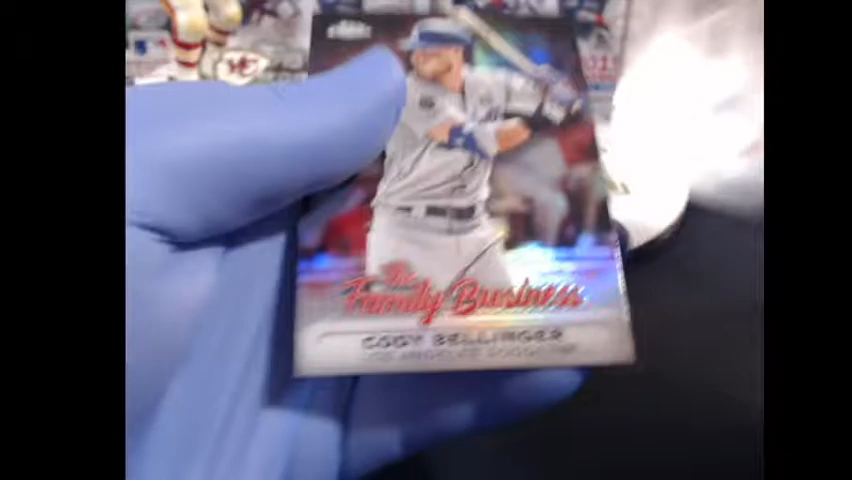 The
Family Business
CODY BELLINGER
LOS ANGELES DODGERS